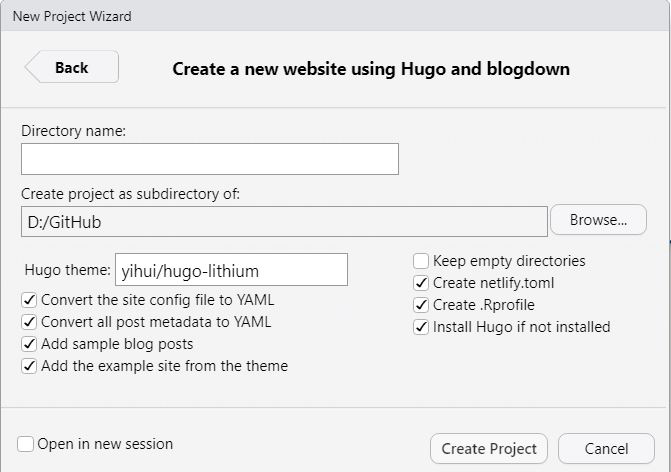 New Project Wizard
Back
Create a new website using Hugo and blogdown
Directory name:
Create project as subdirectory of:
D:/GitHub
Browse...
Hugo theme: yihui/hugo-lithium
Convert the site config file to YAML
Convert all post metadata to YAML
Add sample blog posts
Add the example site from the theme
Keep empty directories
Create netlify.toml
Create .Rprofile
Install Hugo if not installed
Open in new session
Create Project
Cancel